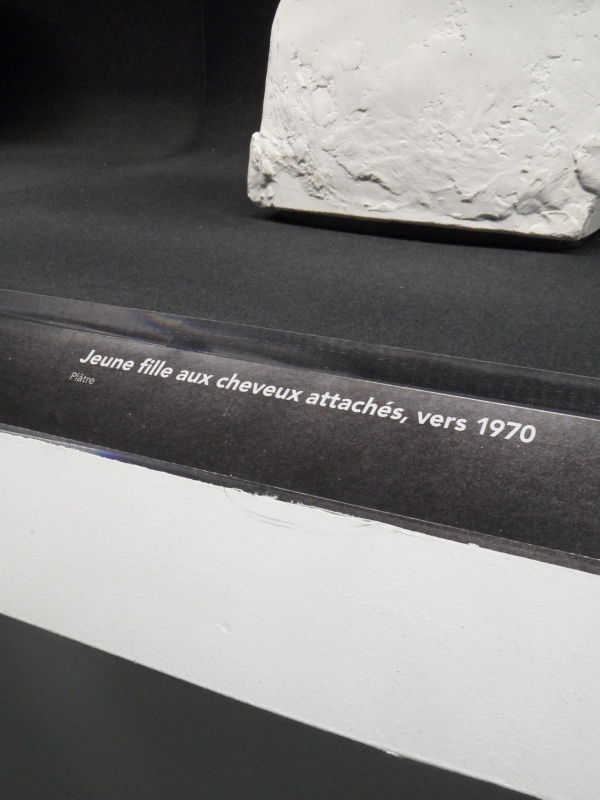 Jeune fille aux cheveux attachés, vers 1970
Plâtre